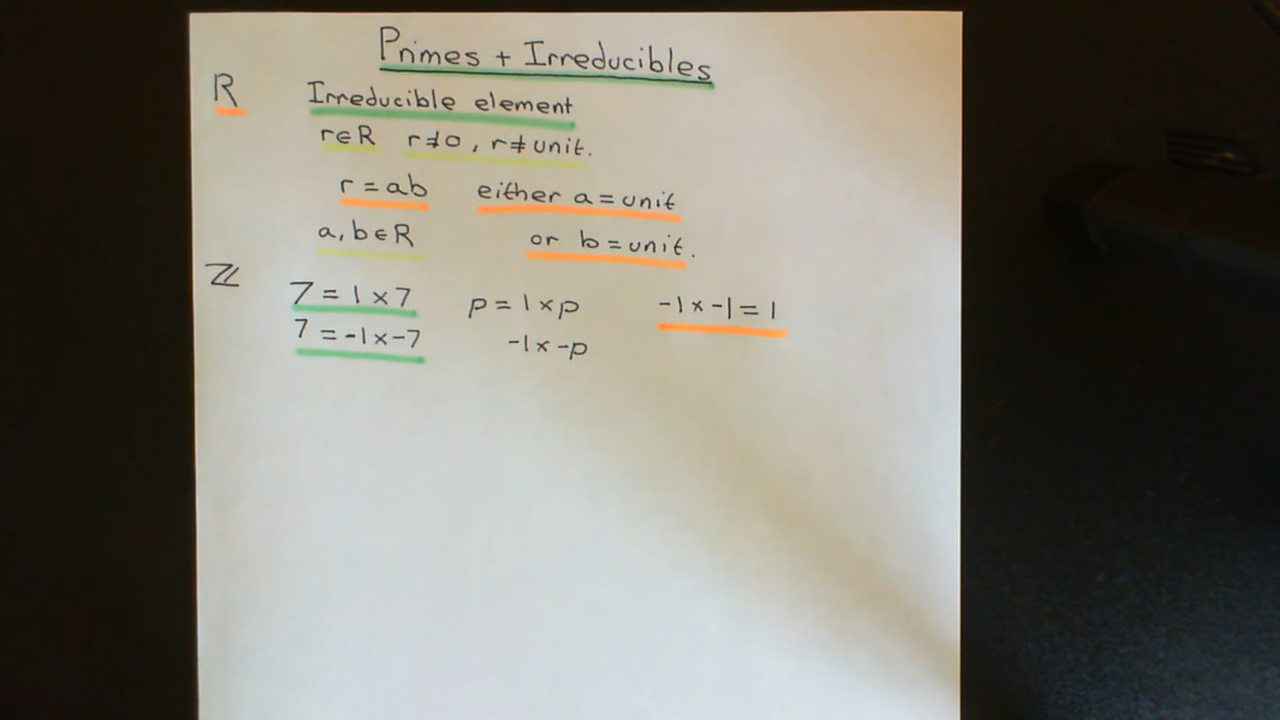 Primes + Irreducibles
R Irreducible element
r∈R r≠0, r≠unit.
r = ab either a = unit
a, b ∈ R or b = unit.
ℤ
7 = 1 × 7 p = 1 × p -1 × -1 = 1
7 = -1 × -7 -1 × -p